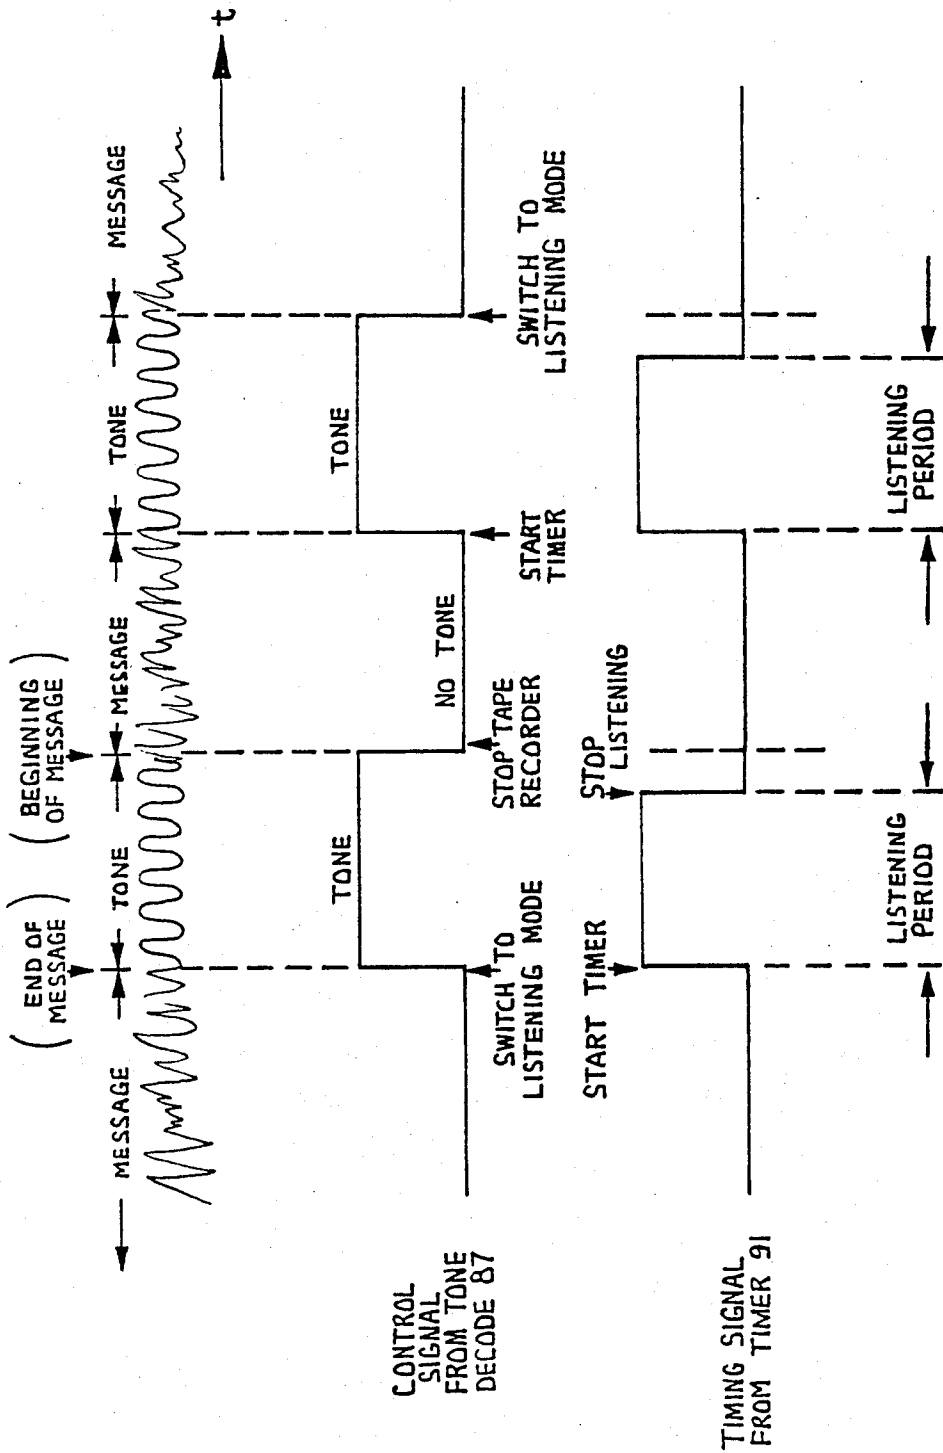 ( END OF
MESSAGE )
( BEGINNING
OF MESSAGE )
MESSAGE
TONE
MESSAGE
TONE
MESSAGE
t
CONTROL
SIGNAL
FROM TONE
DECODE 87
TONE
NO TONE
TONE
SWITCH TO
LISTENING MODE
STOP TAPE
RECORDER
START
TIMER
SWITCH TO
LISTENING MODE
START TIMER
STOP
LISTENING
TIMING SIGNAL
FROM TIMER 91
LISTENING
PERIOD
LISTENING
PERIOD